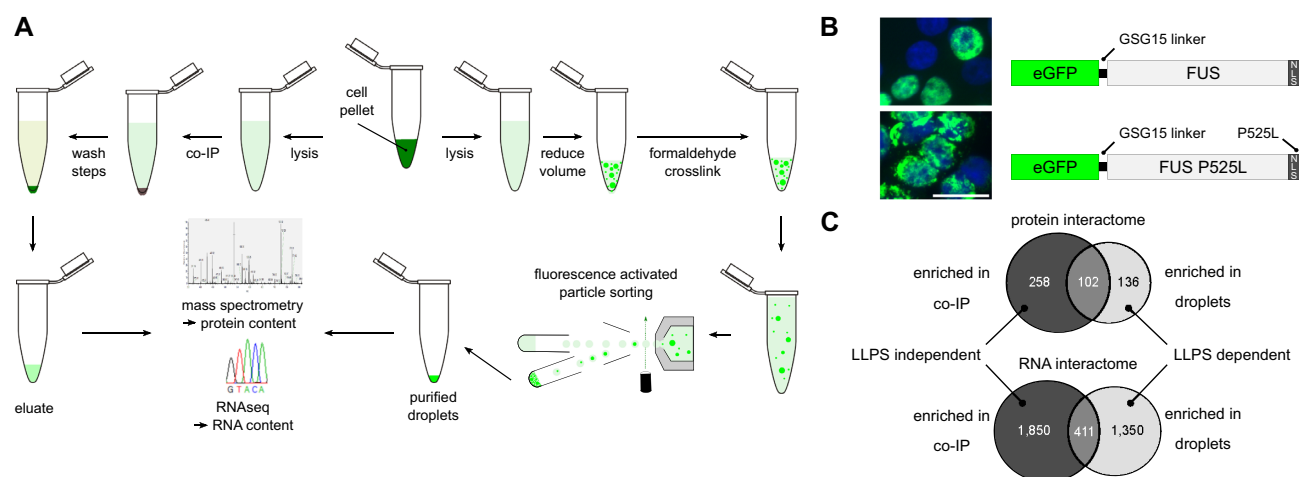 A
cell
pellet
wash
steps
co-IP
lysis
lysis
reduce
volume
formaldehyde
crosslink
mass spectrometry
protein content
G T A C A
RNAseq
RNA content
eluate
purified
droplets
fluorescence activated
particle sorting
B
GSG15 linker
eGFP
FUS
NLS
GSG15 linker
P525L
eGFP
FUS P525L
NLS
C
protein interactome
enriched in
co-IP
258
102
136
enriched in
droplets
LLPS independent
LLPS dependent
RNA interactome
enriched in
co-IP
1,850
411
1,350
enriched in
droplets